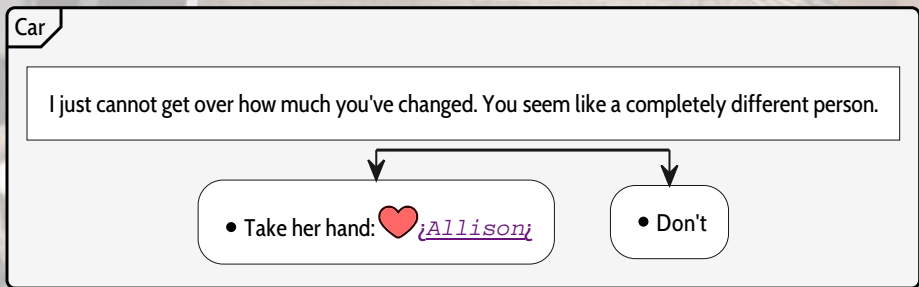 Car
I just cannot get over how much you've changed. You seem like a completely different person.
• Take her hand: ¿Allison¿
• Don't